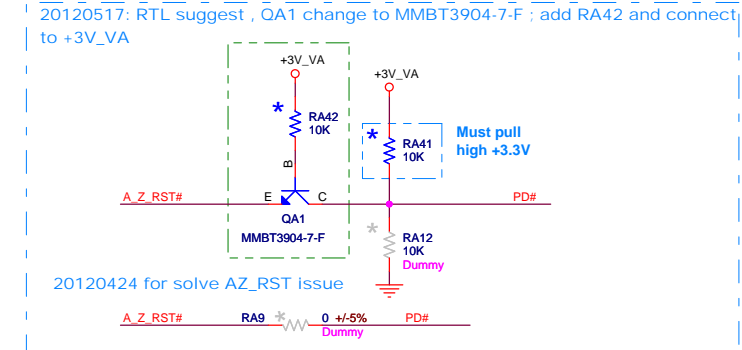 20120517: RTL suggest , QA1 change to MMBT3904-7-F ; add RA42 and connect
to +3V_VA
+3V_VA
+3V_VA
*
RA42
10K
*
RA41
10K
Must pull
high +3.3V
B
A_Z_RST#
E
C
PD#
QA1
MMBT3904-7-F
*
RA12
10K
Dummy
20120424 for solve AZ_RST issue
A_Z_RST#
RA9
*
0 +/-5%
PD#
Dummy